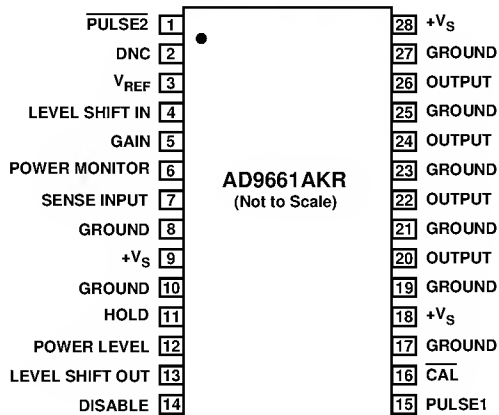 PULSE2 1 28 +VS
DNC 2 27 GROUND
VREF 3 26 OUTPUT
LEVEL SHIFT IN 4 25 GROUND
GAIN 5 24 OUTPUT
POWER MONITOR 6 23 GROUND
AD9661AKR
(Not to Scale)
SENSE INPUT 7 22 OUTPUT
GROUND 8 21 GROUND
+VS 9 20 OUTPUT
GROUND 10 19 GROUND
HOLD 11 18 +VS
POWER LEVEL 12 17 GROUND
LEVEL SHIFT OUT 13 16 CAL
DISABLE 14 15 PULSE1